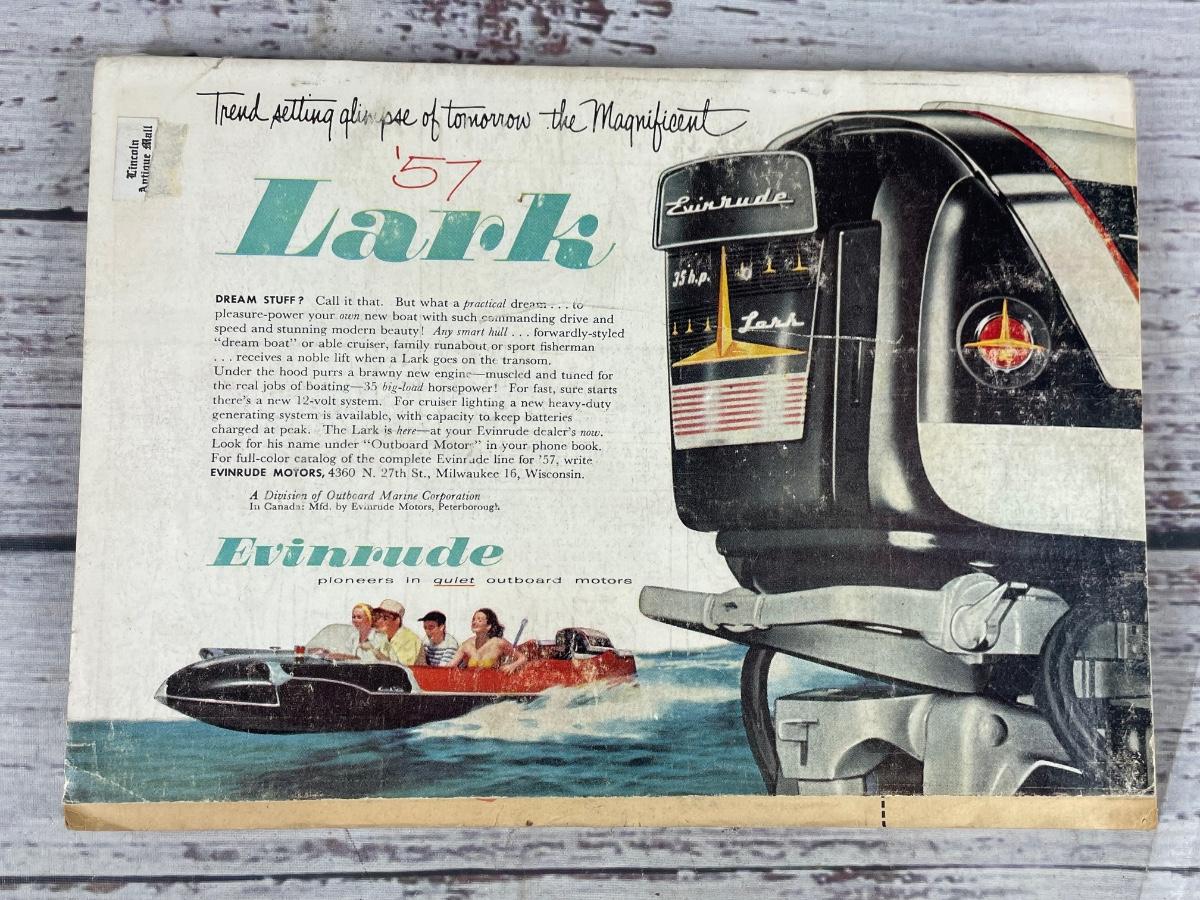 Trend setting glimpse of tomorrow the Magnificent
'57
Lark
Lincoln
Antique Mall
DREAM STUFF? Call it that. But what a practical dream . . . to
pleasure-power your own new boat with such commanding drive and
speed and stunning modern beauty! Any smart hull . . . forwardly-styled
“dream boat” or able cruiser, family runabout or sport fisherman
. . . receives a noble lift when a Lark goes on the transom.
Under the hood purrs a brawny new engine—muscled and tuned for
the real jobs of boating—35 big-load horsepower! For fast, sure starts
there's a new 12-volt system. For cruiser lighting a new heavy-duty
generating system is available, with capacity to keep batteries
charged at peak. The Lark is here—at your Evinrude dealer's now.
Look for his name under “Outboard Motors” in your phone book.
For full-color catalog of the complete Evinrude line for '57, write
EVINRUDE MOTORS, 4360 N. 27th St., Milwaukee 16, Wisconsin.
A Division of Outboard Marine Corporation
In Canada: Mfd. by Evinrude Motors, Peterborough
Evinrude
pioneers in quiet outboard motors
Evinrude
35 h.p.
Lark